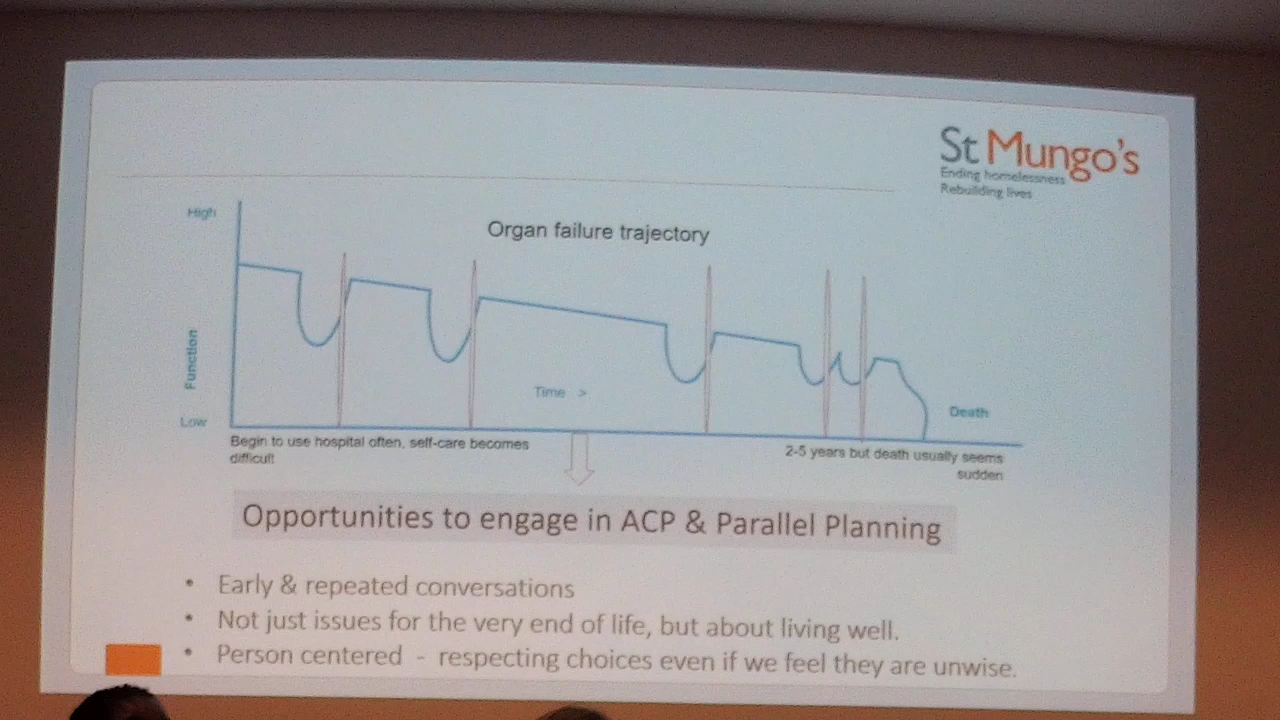 St Mungo's
Ending homelessness
Rebuilding lives
High
Organ failure trajectory
Function
Time >
Low
Death
Begin to use hospital often, self-care becomes
difficult
2-5 years but death usually seems
sudden
Opportunities to engage in ACP & Parallel Planning
• Early & repeated conversations
• Not just issues for the very end of life, but about living well.
• Person centered - respecting choices even if we feel they are unwise.